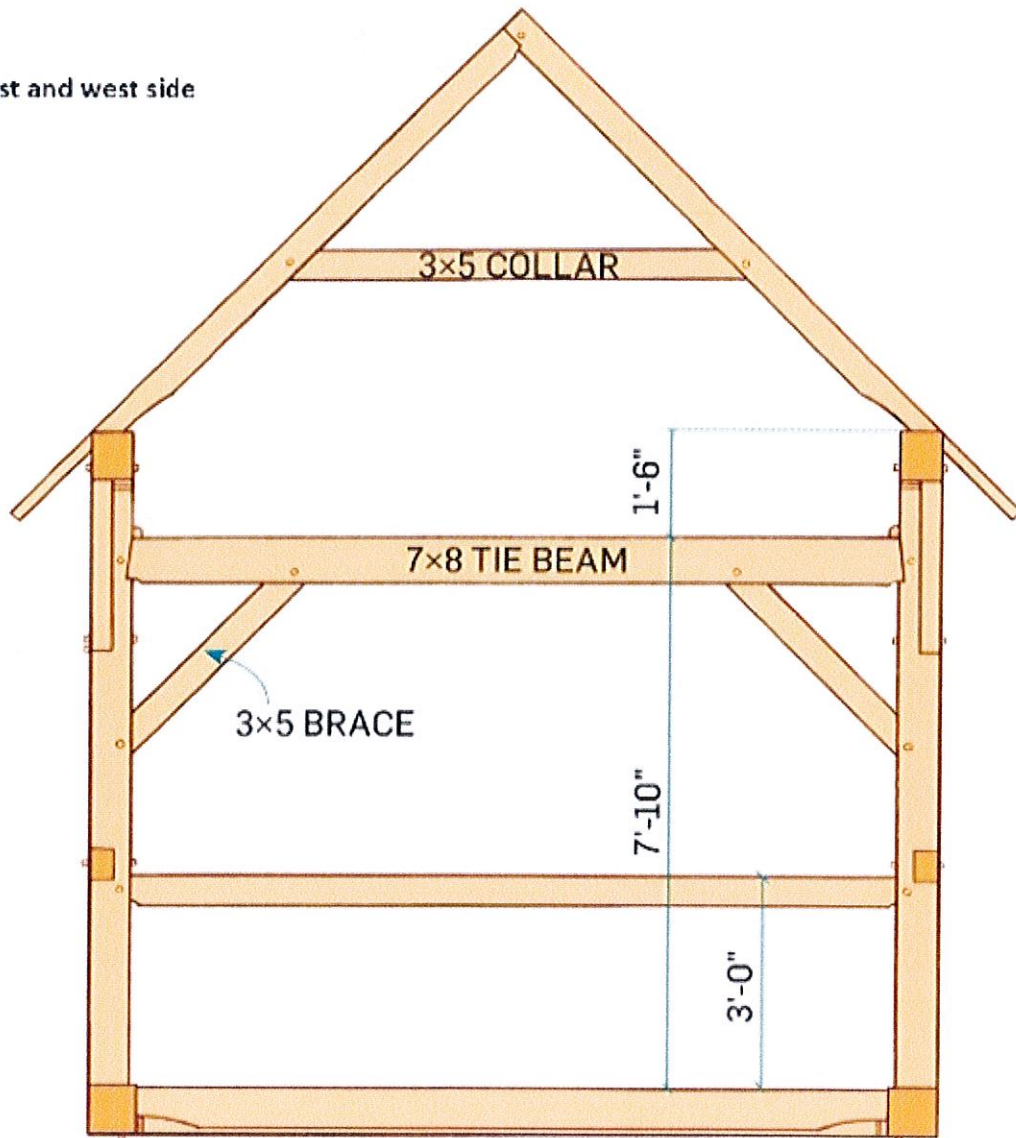 st and west side
3×5 COLLAR
1'-6"
7×8 TIE BEAM
3×5 BRACE
7'-10"
3'-0"